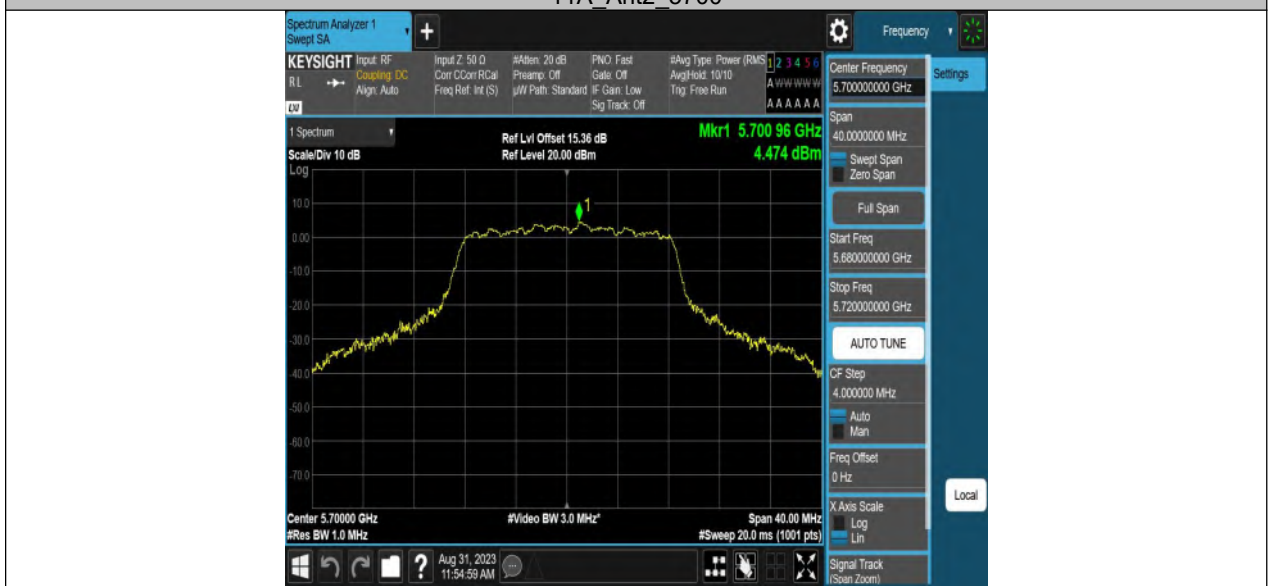 11A_Ant2_5700
Spectrum Analyzer 1
Swept SA
+
Frequency
KEYSIGHT
RL
LXI
Input: RF
Coupling: DC
Align: Auto
Input Z: 50 Ω
Corr CCorr RCal
Freq Ref: Int (S)
#Atten: 20 dB
Preamp: Off
µW Path: Standard
PNO: Fast
Gate: Off
IF Gain: Low
Sig Track: Off
#Avg Type: Power (RMS
Avg|Hold: 10/10
Trig: Free Run
1 2 3 4 5 6
A W W W W W
A A A A A A
1 Spectrum
Scale/Div 10 dB
Log
Ref Lvl Offset 15.36 dB
Ref Level 20.00 dBm
Mkr1 5.700 96 GHz
4.474 dBm
1
10.0
0.00
-10.0
-20.0
-30.0
-40.0
-50.0
-60.0
-70.0
Center 5.70000 GHz
#Res BW 1.0 MHz
#Video BW 3.0 MHz*
Span 40.00 MHz
#Sweep 20.0 ms (1001 pts)
?
Aug 31, 2023
11:54:59 AM
Center Frequency
5.700000000 GHz
Settings
Span
40.0000000 MHz
Swept Span
Zero Span
Full Span
Start Freq
5.680000000 GHz
Stop Freq
5.720000000 GHz
AUTO TUNE
CF Step
4.000000 MHz
Auto
Man
Freq Offset
0 Hz
X Axis Scale
Log
Lin
Local
Signal Track
(Span Zoom)